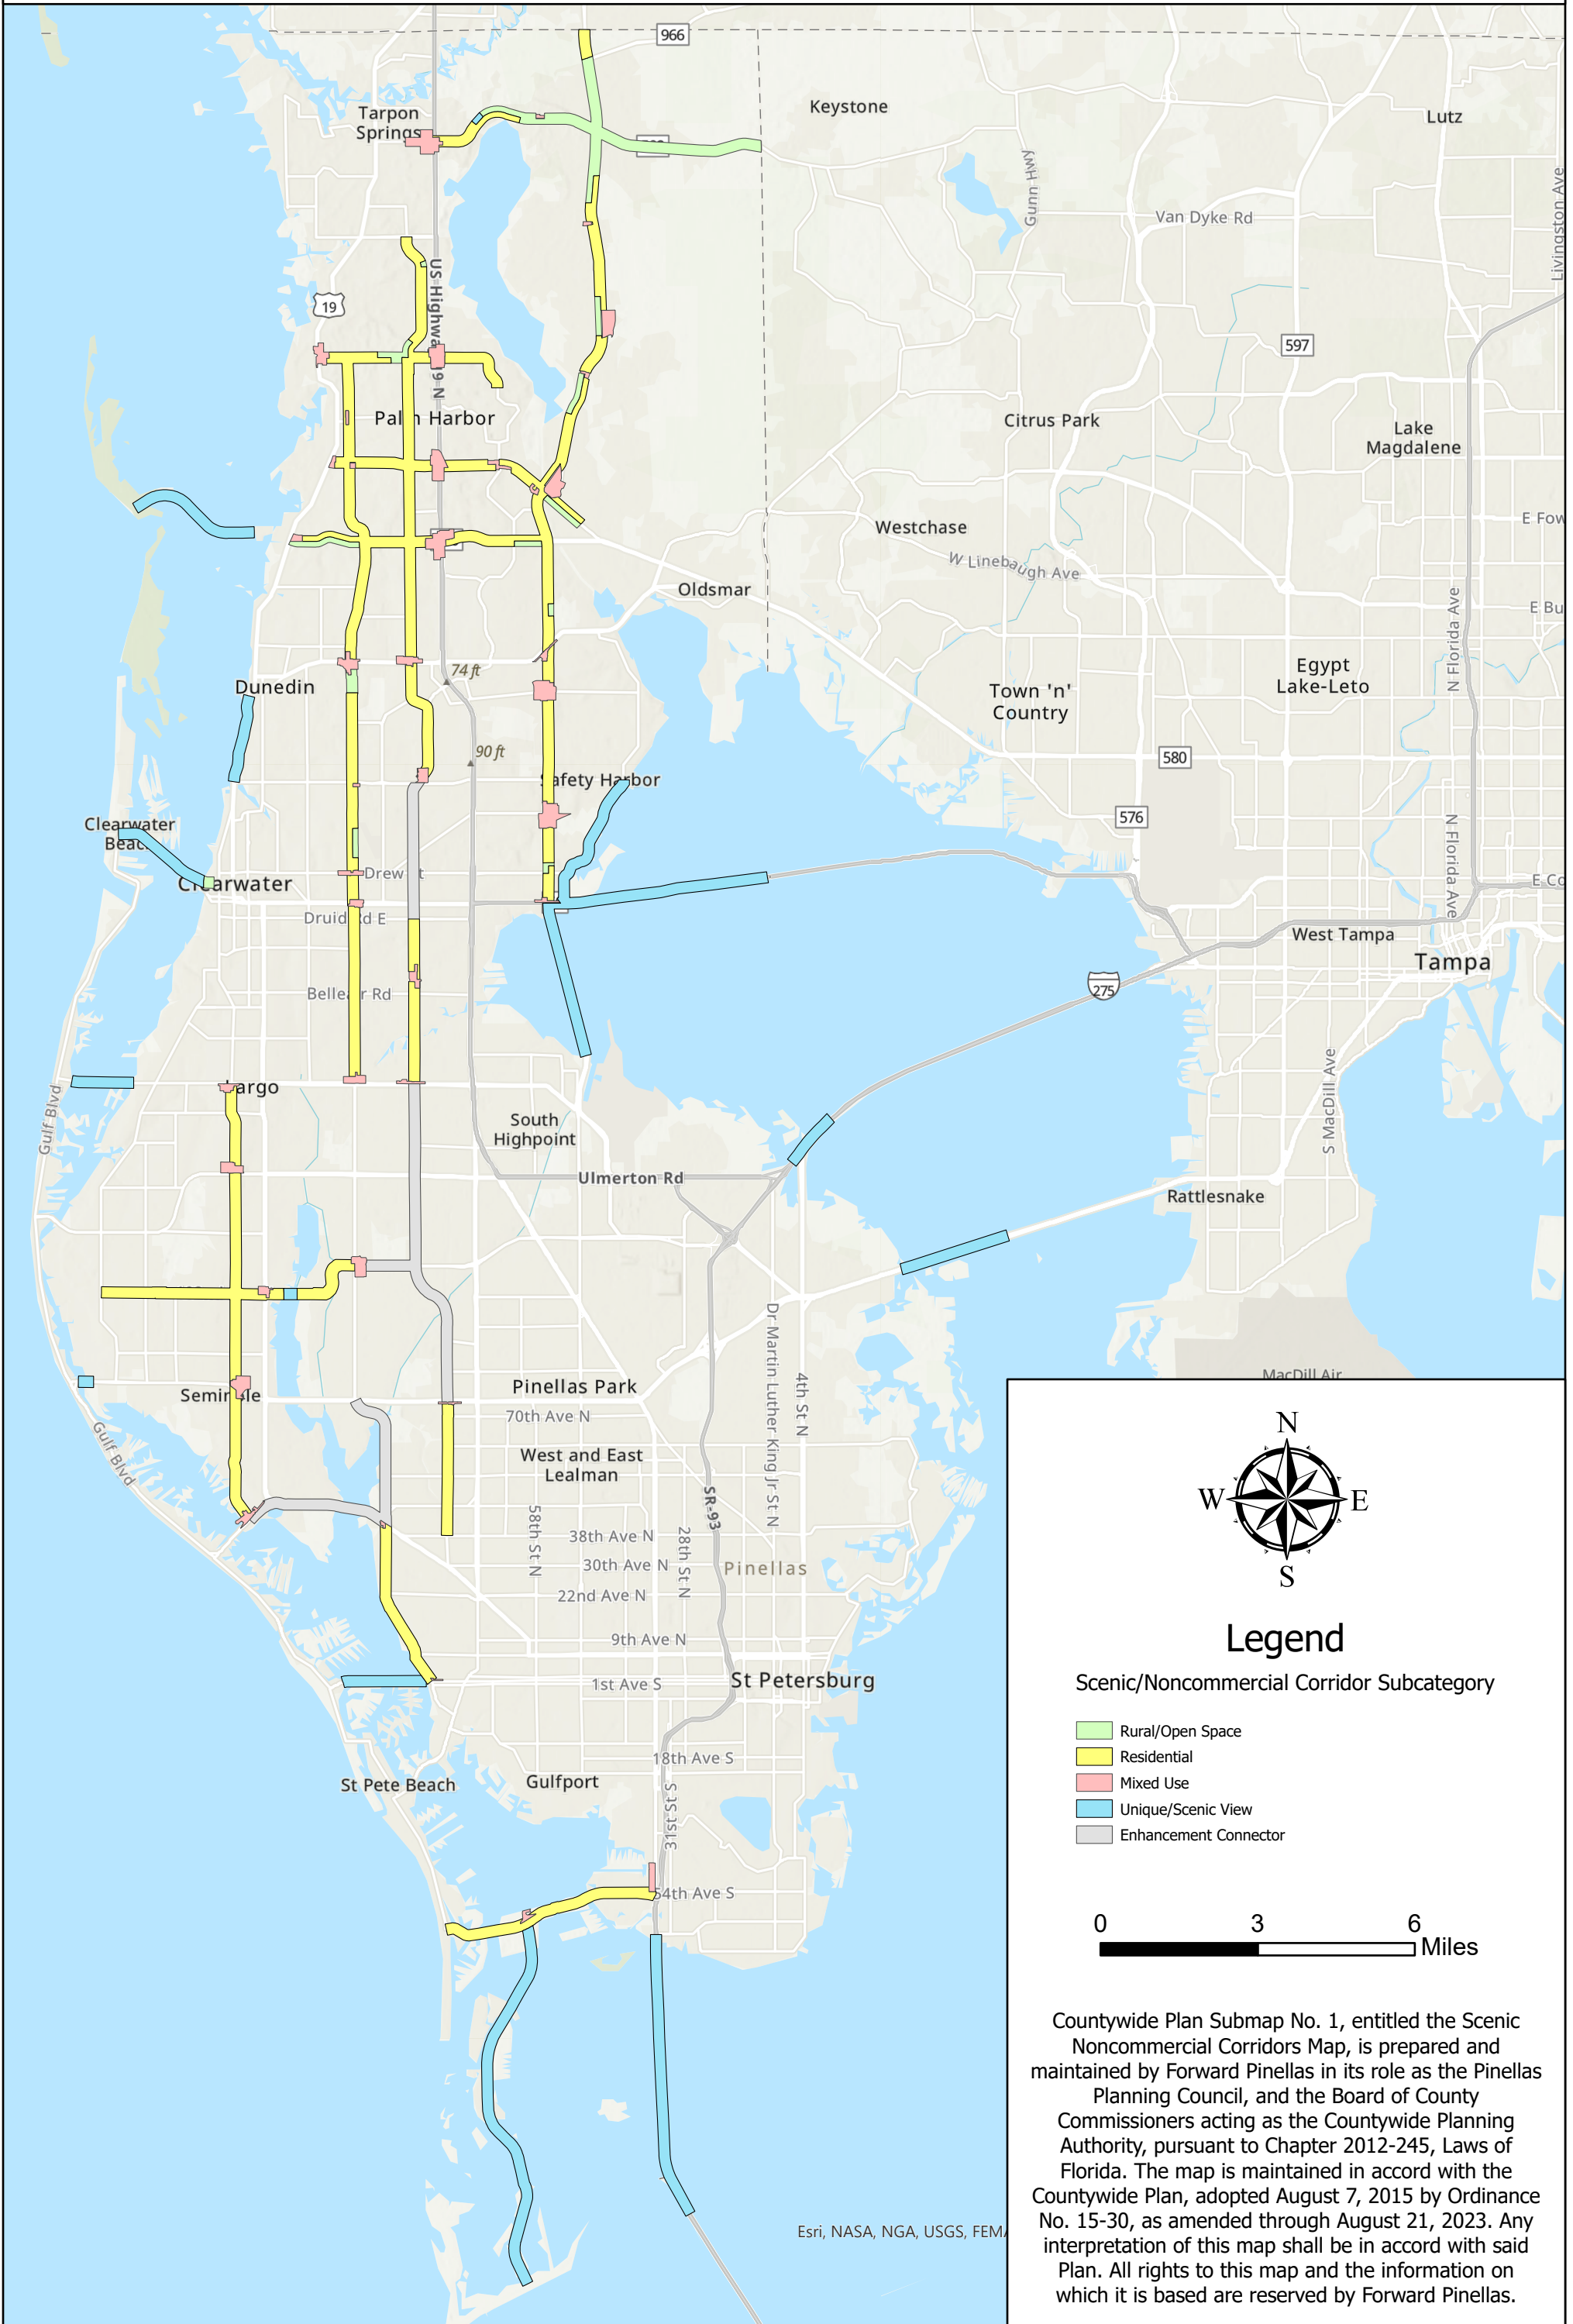 966
Keystone
Lutz
Tarpon
Springs
Gunn Hwy
Van Dyke Rd
Livingston Ave
19
US Highwa
9 N
597
Palm Harbor
Citrus Park
Lake
Magdalene
Westchase
E Fow
W Linebaugh Ave
Oldsmar
N Florida Ave
E Bu
74 ft
Egypt
Lake-Leto
Dunedin
Town 'n'
Country
90 ft
580
Safety Harbor
576
Clearwater
Beac
N Florida Ave
Drew St
Clearwater
E Co
Druid Rd E
West Tampa
Tampa
Bellear Rd
275
Largo
Gulf Blvd
South
Highpoint
S MacDill Ave
Ulmerton Rd
Rattlesnake
Dr Martin Luther King Jr St N
4th St N
MacDill Air
Pinellas Park
Seminole
70th Ave N
Gulf Blvd
West and East
Lealman
SR-93
58th St N
38th Ave N
28th St N
30th Ave N
Pinellas
22nd Ave N
9th Ave N
1st Ave S
St Petersburg
18th Ave S
St Pete Beach
Gulfport
31st St S
54th Ave S
N
W
E
S
Legend
Scenic/Noncommercial Corridor Subcategory
Rural/Open Space
Residential
Mixed Use
Unique/Scenic View
Enhancement Connector
0 3 6
Miles
Countywide Plan Submap No. 1, entitled the Scenic
Noncommercial Corridors Map, is prepared and
maintained by Forward Pinellas in its role as the Pinellas
Planning Council, and the Board of County
Commissioners acting as the Countywide Planning
Authority, pursuant to Chapter 2012-245, Laws of
Florida. The map is maintained in accord with the
Countywide Plan, adopted August 7, 2015 by Ordinance
No. 15-30, as amended through August 21, 2023. Any
interpretation of this map shall be in accord with said
Plan. All rights to this map and the information on
which it is based are reserved by Forward Pinellas.
Esri, NASA, NGA, USGS, FEMA